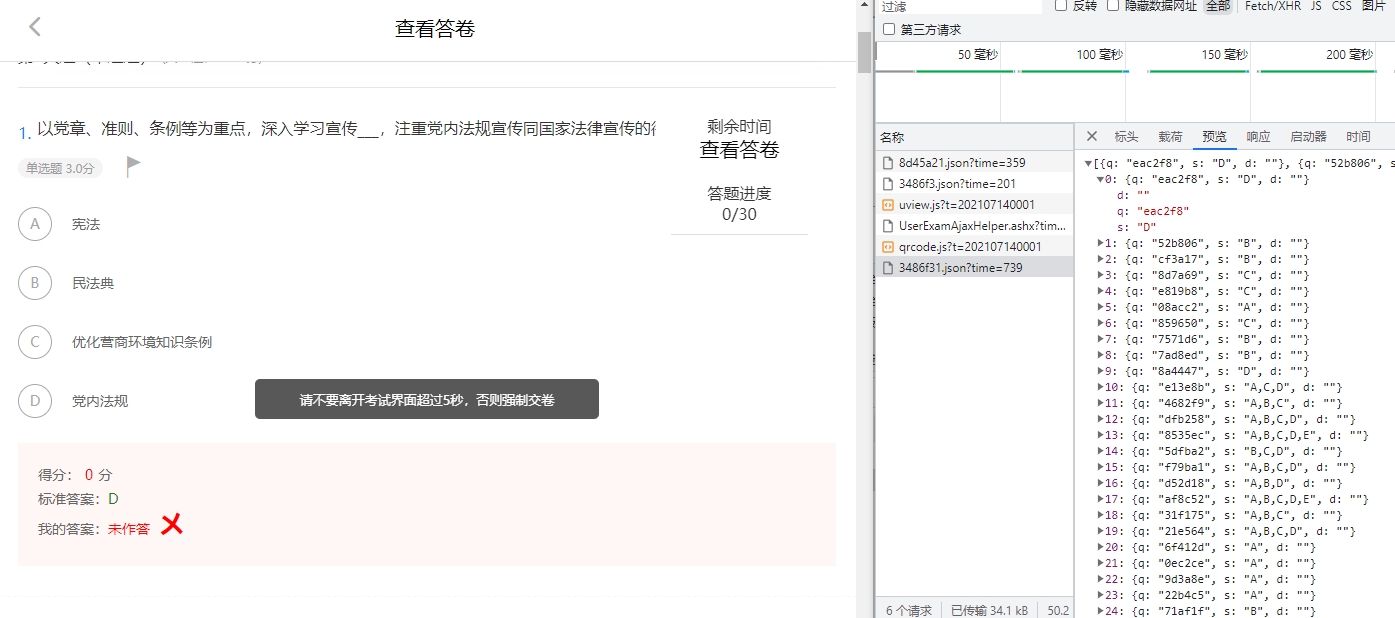 查看答卷
1. 以党章、准则、条例等为重点，深入学习宣传___，注重党内法规宣传同国家法律宣传的
单选题 3.0分
A 宪法
B 民法典
C 优化营商环境知识条例
D 党内法规
请不要离开考试界面超过5秒，否则强制交卷
得分： 0 分
标准答案：D
我的答案：未作答
剩余时间
查看答卷
答题进度
0/30
过滤
反转 隐藏数据网址 全部 Fetch/XHR JS CSS 图片
第三方请求
50 毫秒 100 毫秒 150 毫秒 200 毫秒
名称
8d45a21.json?time=359
3486f3.json?time=201
uview.js?t=202107140001
UserExamAjaxHelper.ashx?tim...
qrcode.js?t=202107140001
3486f31.json?time=739
6 个请求 已传输 34.1 kB 50.2
标头 载荷 预览 响应 启动器 时间
[{q: "eac2f8", s: "D", d: ""}, {q: "52b806", s
0: {q: "eac2f8", s: "D", d: ""}
d: ""
q: "eac2f8"
s: "D"
1: {q: "52b806", s: "B", d: ""}
2: {q: "cf3a17", s: "B", d: ""}
3: {q: "8d7a69", s: "C", d: ""}
4: {q: "e819b8", s: "C", d: ""}
5: {q: "08acc2", s: "A", d: ""}
6: {q: "859650", s: "C", d: ""}
7: {q: "7571d6", s: "B", d: ""}
8: {q: "7ad8ed", s: "B", d: ""}
9: {q: "8a4447", s: "D", d: ""}
10: {q: "e13e8b", s: "A,C,D", d: ""}
11: {q: "4682f9", s: "A,B,C", d: ""}
12: {q: "dfb258", s: "A,B,C,D", d: ""}
13: {q: "8535ec", s: "A,B,C,D,E", d: ""}
14: {q: "5dfba2", s: "B,C,D", d: ""}
15: {q: "f79ba1", s: "A,B,C,D", d: ""}
16: {q: "d52d18", s: "A,B,D", d: ""}
17: {q: "af8c52", s: "A,B,C,D,E", d: ""}
18: {q: "31f175", s: "A,B,C", d: ""}
19: {q: "21e564", s: "A,B,C,D", d: ""}
20: {q: "6f412d", s: "A", d: ""}
21: {q: "0ec2ce", s: "A", d: ""}
22: {q: "9d3a8e", s: "A", d: ""}
23: {q: "22b4c5", s: "A", d: ""}
24: {q: "71af1f", s: "B", d: ""}